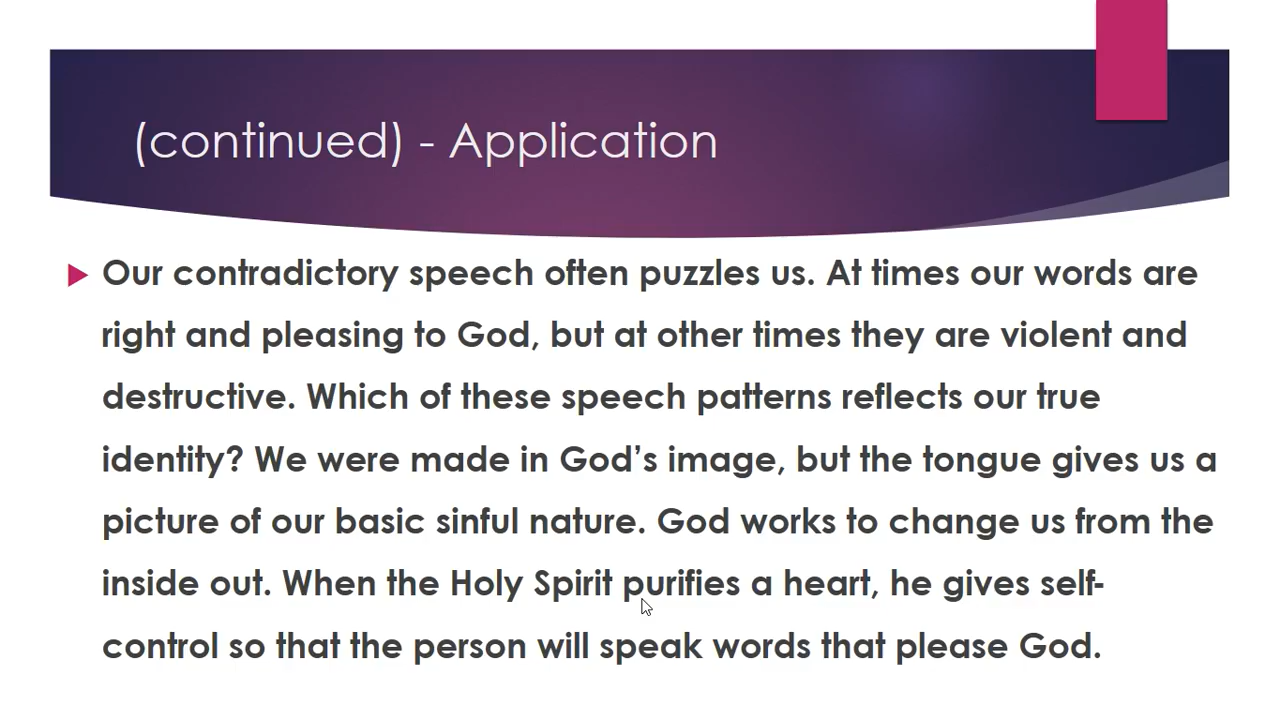 (continued) - Application
Our contradictory speech often puzzles us. At times our words are
right and pleasing to God, but at other times they are violent and
destructive. Which of these speech patterns reflects our true
identity? We were made in God’s image, but the tongue gives us a
picture of our basic sinful nature. God works to change us from the
inside out. When the Holy Spirit purifies a heart, he gives self-
control so that the person will speak words that please God.